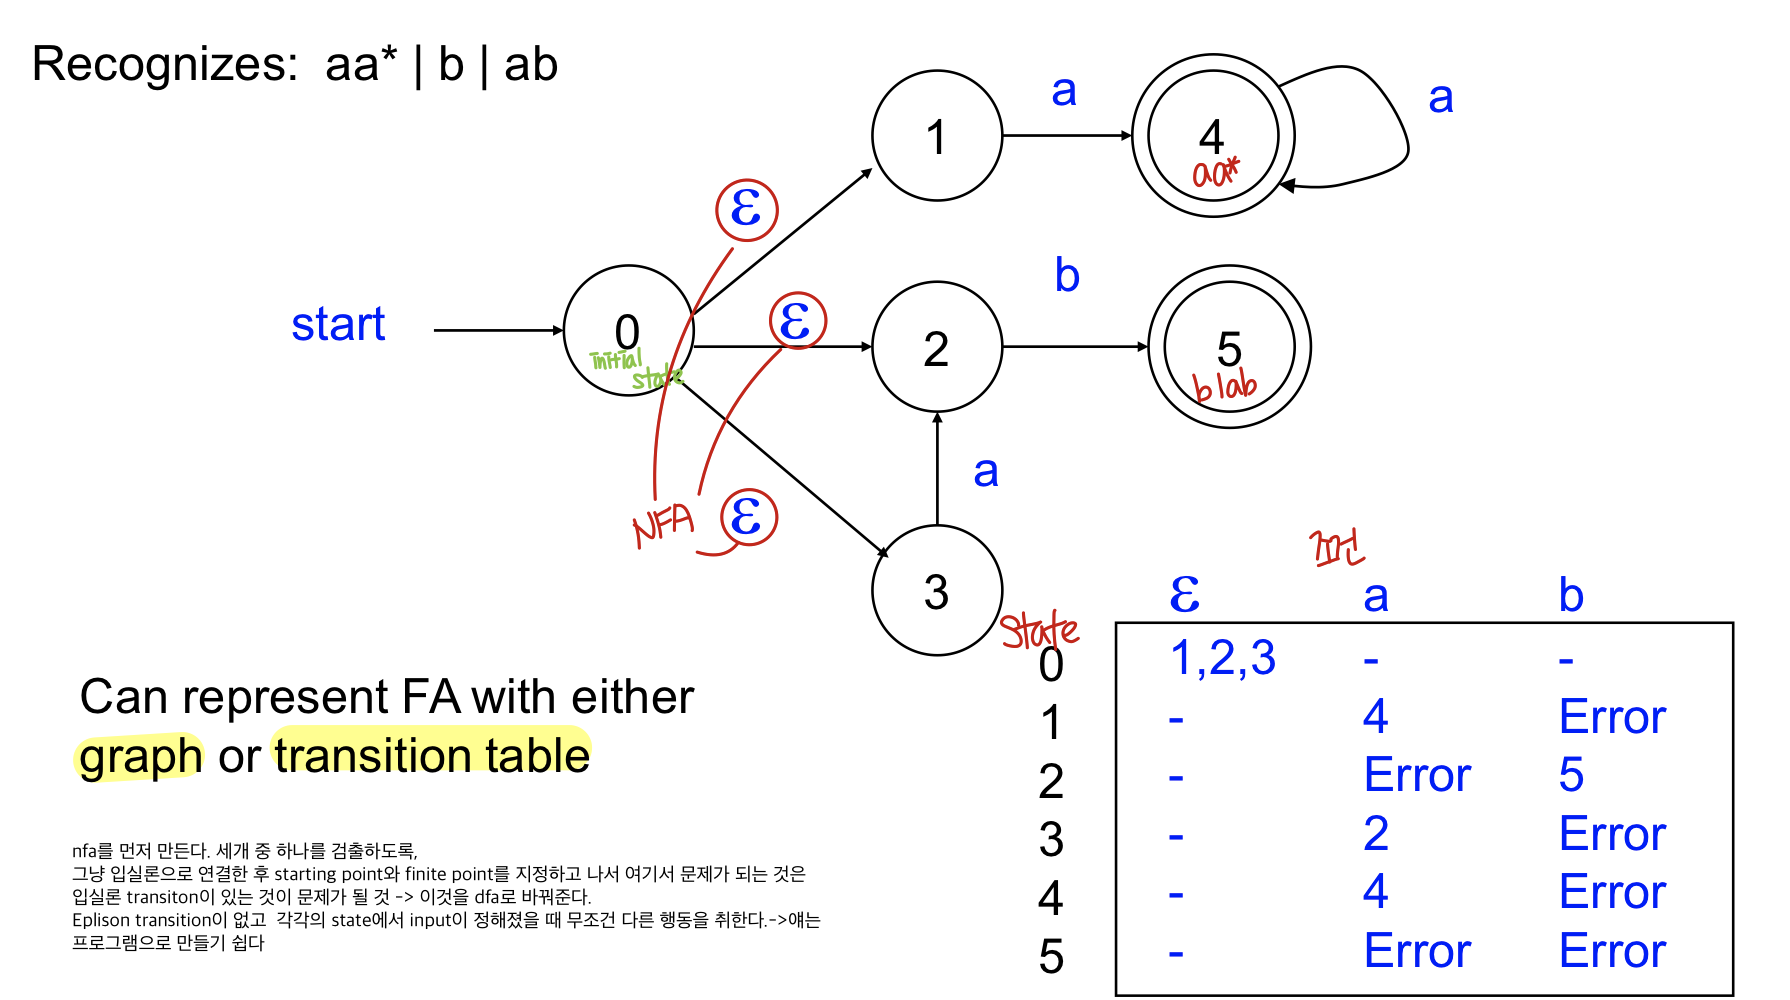 Recognizes: aa* | b | ab
1
a
4
aa*
a
ε
start
0
initial
state
ε
2
b
5
b|ab
a
NFA
ε
3
조건
ε a b
State
0 1,2,3 - -
1 - 4 Error
2 - Error 5
3 - 2 Error
4 - 4 Error
5 - Error Error
Can represent FA with either
graph or transition table
nfa를 먼저 만든다. 세개 중 하나를 검출하도록,
그냥 입실론으로 연결한 후 starting point와 finite point를 지정하고 나서 여기서 문제가 되는 것은
입실론 transiton이 있는 것이 문제가 될 것 -> 이것을 dfa로 바꿔준다.
Eplison transition이 없고 각각의 state에서 input이 정해졌을 때 무조건 다른 행동을 취한다.->얘는
프로그램으로 만들기 쉽다